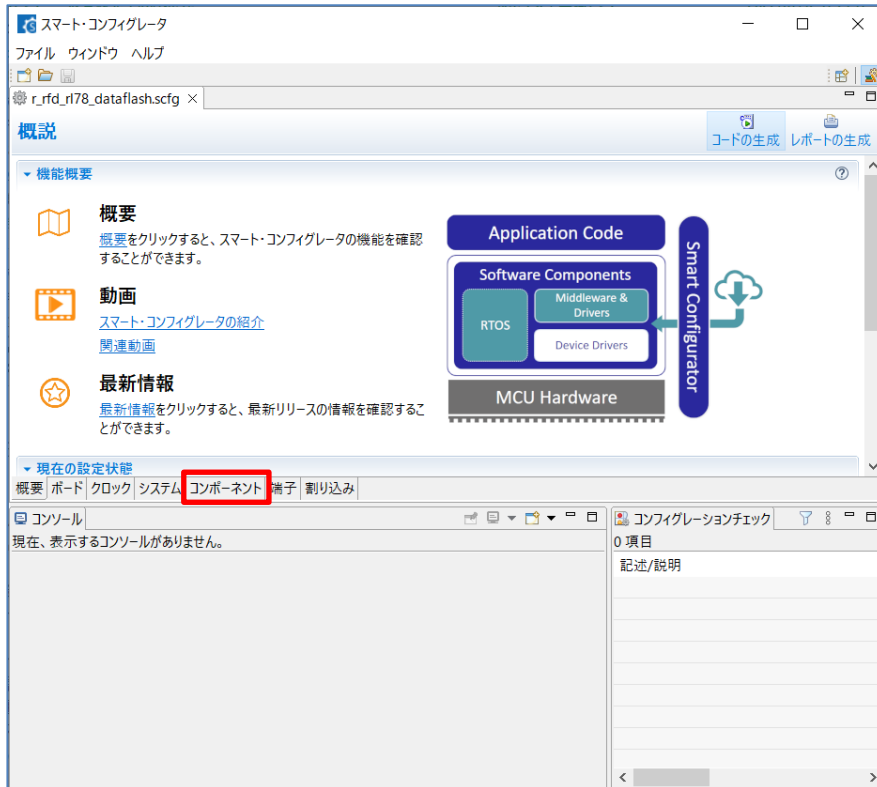 スマート・コンフィグレータ
ファイル ウィンドウ ヘルプ
r_rfd_rl78_dataflash.scfg
概説
コードの生成 レポートの生成
機能概要
概要
概要をクリックすると、スマート・コンフィグレータの機能を確認
することができます。
動画
スマート・コンフィグレータの紹介
関連動画
最新情報
最新情報をクリックすると、最新リリースの情報を確認するこ
とができます。
Application Code
Software Components
RTOS
Middleware &
Drivers
Device Drivers
MCU Hardware
Smart Configurator
現在の設定状態
概要 ボード クロック システム コンポーネント 端子 割り込み
コンソール
現在、表示するコンソールがありません。
コンフィグレーションチェック
0 項目
記述/説明